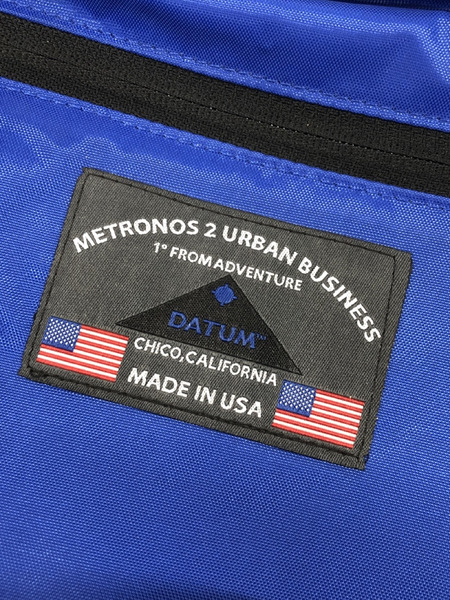 METRONOS 2 URBAN BUSINESS
1° FROM ADVENTURE
DATUM™
CHICO, CALIFORNIA
MADE IN USA